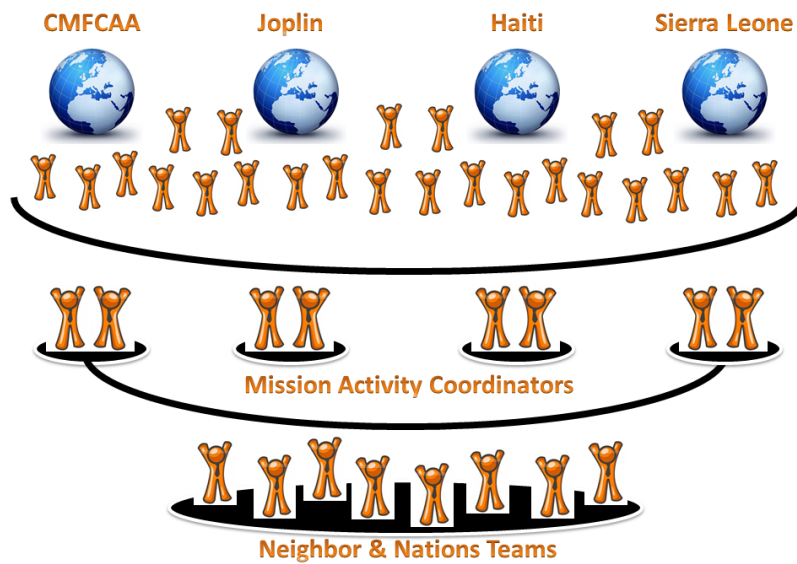 CMFCAA
Joplin
Haiti
Sierra Leone
Mission Activity Coordinators
Neighbor & Nations Teams